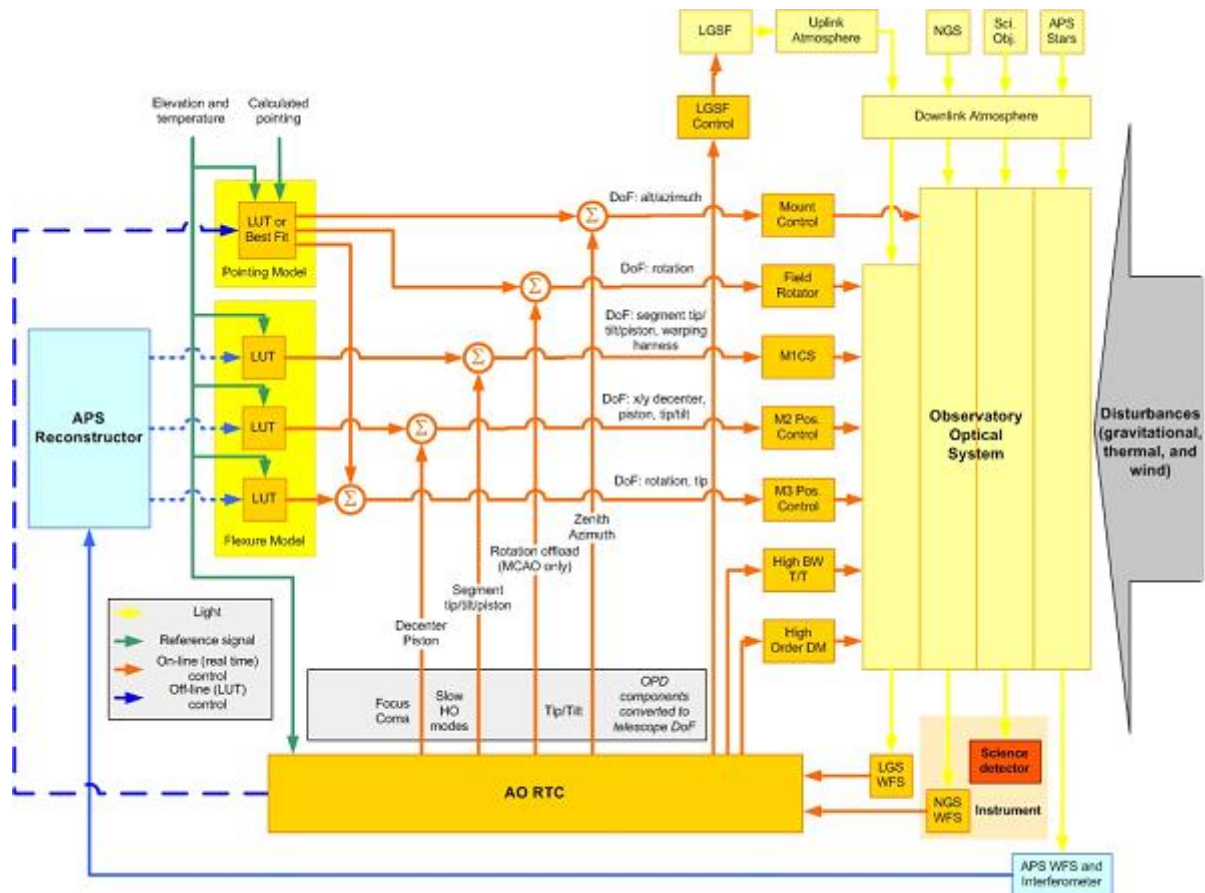 LGSF
Uplink
Atmosphere
NGS
Sci.
Obj.
APS
Stars
Elevation and
temperature
Calculated
pointing
LGSF
Control
Downlink Atmosphere
DoF: alt/azimuth
LUT or
Best Fit
Σ
Mount
Control
Pointing Model
DoF: rotation
Σ
Field
Rotator
DoF: segment tip/
tilt/piston, warping
harness
LUT
Σ
M1CS
APS
Reconstructor
DoF: x/y decenter,
piston, tip/tilt
LUT
Σ
M2 Pos.
Control
Observatory
Optical
System
Disturbances
(gravitational,
thermal, and
wind)
DoF: rotation, tip
LUT
Σ
M3 Pos.
Control
Flexure Model
Zenith
Azimuth
Rotation offload
(MCAO only)
Segment
tip/tilt/piston
Decenter
Piston
High BW
T/T
High
Order DM
Light
Reference signal
On-line (real time)
control
Off-line (LUT)
control
Focus
Coma
Slow
HO
modes
Tip/Tilt
OPD
components
converted to
telescope DoF
AO RTC
LGS
WFS
Science
detector
NGS
WFS
Instrument
APS WFS and
Interferometer